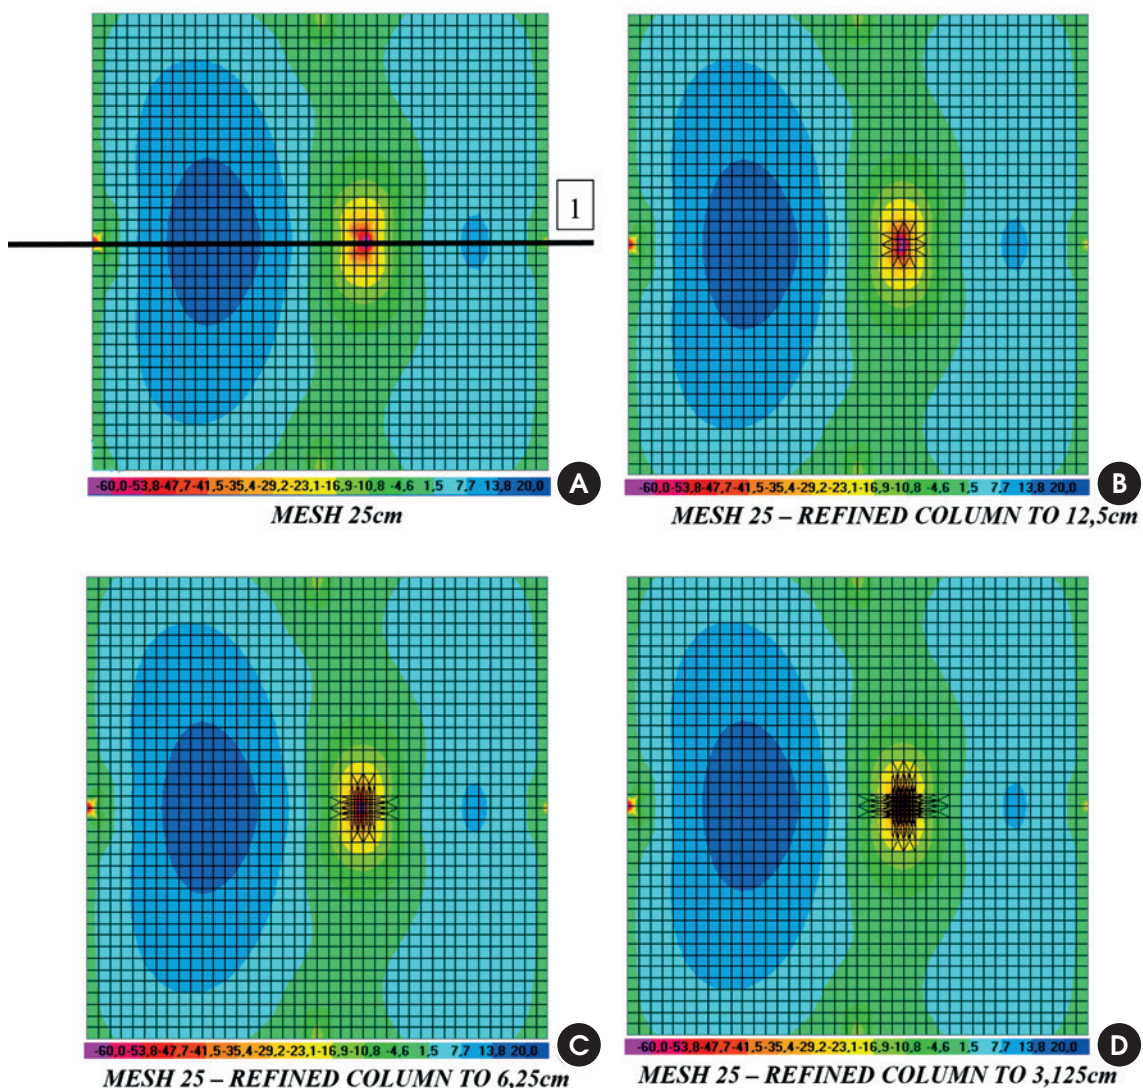 1
-60,0-53,8-47,7-41,5-35,4-29,2-23,1-16,9-10,8 -4,6 1,5 7,7 13,8 20,0
A
MESH 25cm
-60,0-53,8-47,7-41,5-35,4-29,2-23,1-16,9-10,8 -4,6 1,5 7,7 13,8 20,0
B
MESH 25 – REFINED COLUMN TO 12,5cm
-60,0-53,8-47,7-41,5-35,4-29,2-23,1-16,9-10,8 -4,6 1,5 7,7 13,8 20,0
C
MESH 25 – REFINED COLUMN TO 6,25cm
-60,0-53,8-47,7-41,5-35,4-29,2-23,1-16,9-10,8 -4,6 1,5 7,7 13,8 20,0
D
MESH 25 – REFINED COLUMN TO 3,125cm